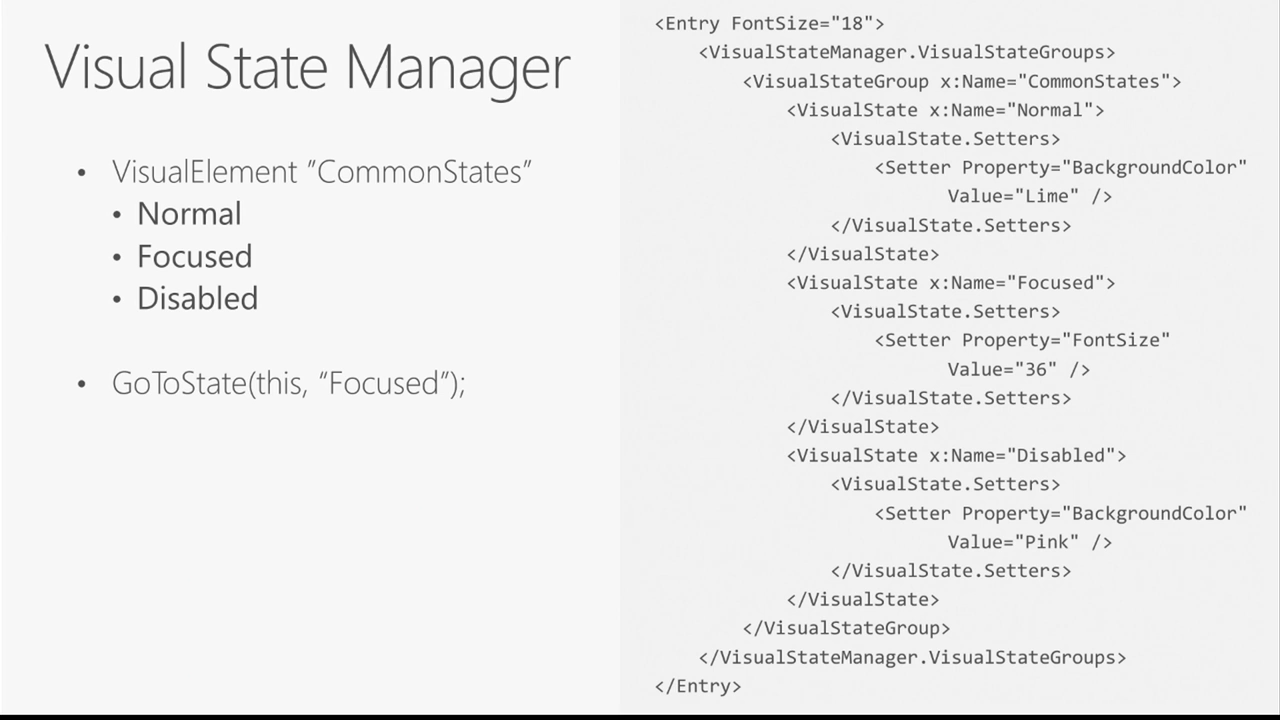 Visual State Manager
• VisualElement ”CommonStates”
• Normal
• Focused
• Disabled
• GoToState(this, ”Focused”);
<Entry FontSize="18">
<VisualStateManager.VisualStateGroups>
<VisualStateGroup x:Name="CommonStates">
<VisualState x:Name="Normal">
<VisualState.Setters>
<Setter Property="BackgroundColor"
Value="Lime" />
</VisualState.Setters>
</VisualState>
<VisualState x:Name="Focused">
<VisualState.Setters>
<Setter Property="FontSize"
Value="36" />
</VisualState.Setters>
</VisualState>
<VisualState x:Name="Disabled">
<VisualState.Setters>
<Setter Property="BackgroundColor"
Value="Pink" />
</VisualState.Setters>
</VisualState>
</VisualStateGroup>
</VisualStateManager.VisualStateGroups>
</Entry>